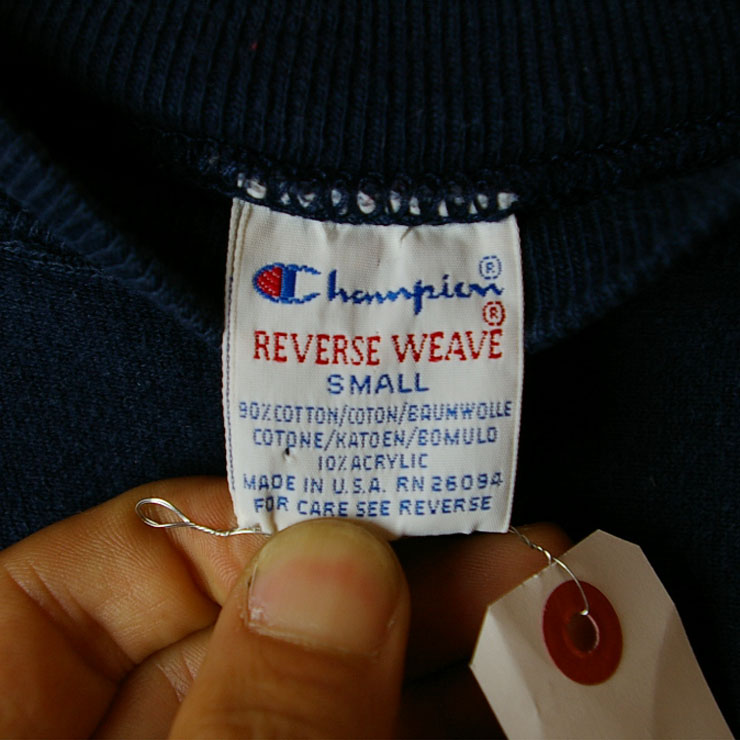 Champion®
REVERSE WEAVE®
SMALL
90% COTTON/COTON/BAUMWOLLE
COTONE/KATOEN/BOMULD
10% ACRYLIC
MADE IN U.S.A. RN 26094
FOR CARE SEE REVERSE